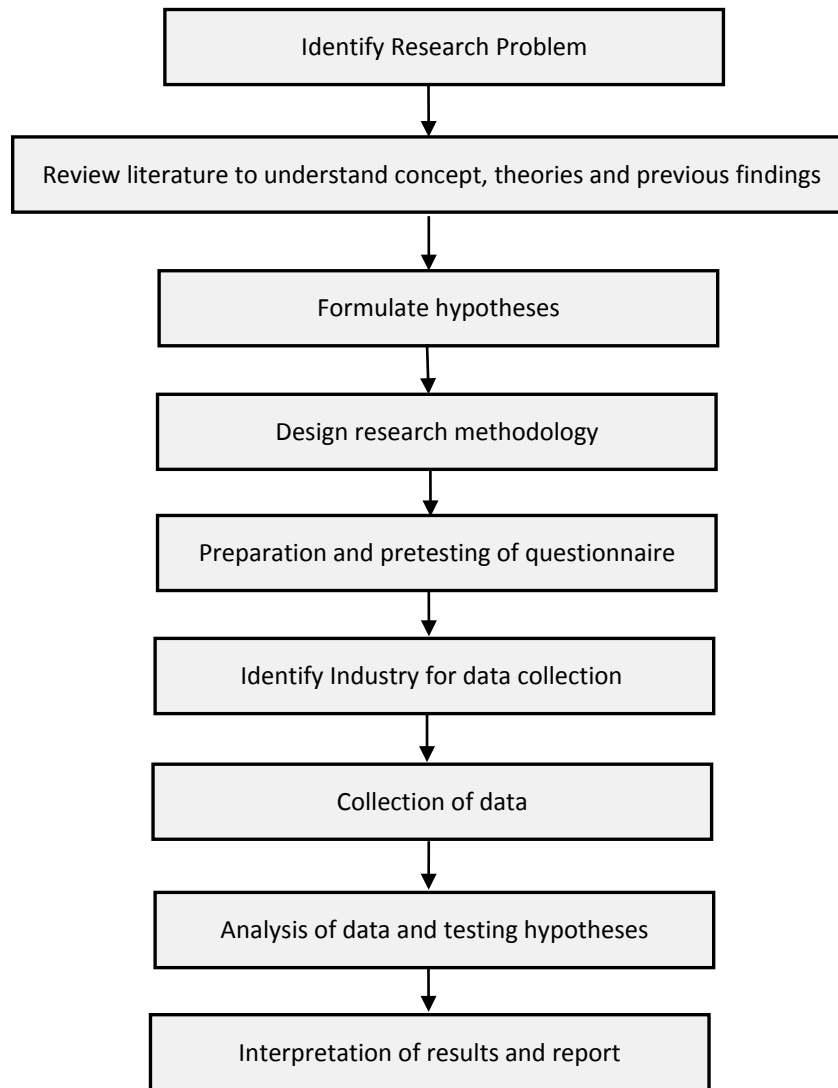 Identify Research Problem
Review literature to understand concept, theories and previous findings
Formulate hypotheses
Design research methodology
Preparation and pretesting of questionnaire
Identify Industry for data collection
Collection of data
Analysis of data and testing hypotheses
Interpretation of results and report